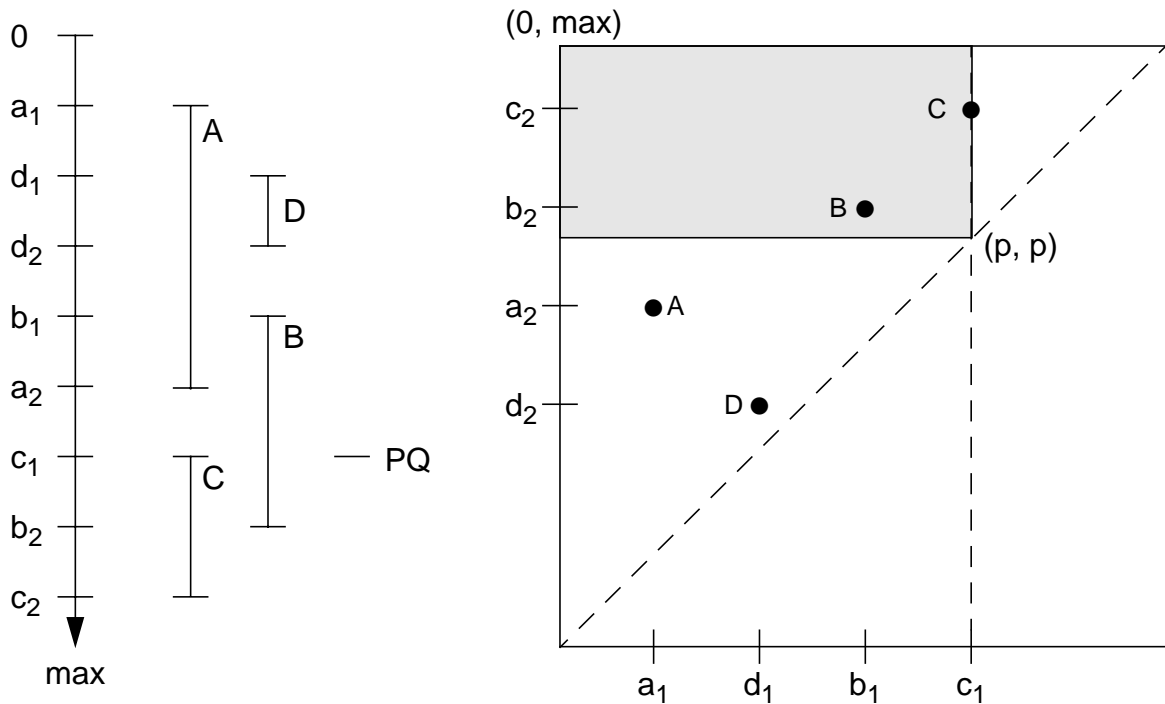 0
a1
d1
d2
b1
a2
c1
b2
c2
max
A
D
B
C
PQ
(0, max)
c2
b2
a2
d2
C
B
(p, p)
A
D
a1 d1 b1 c1